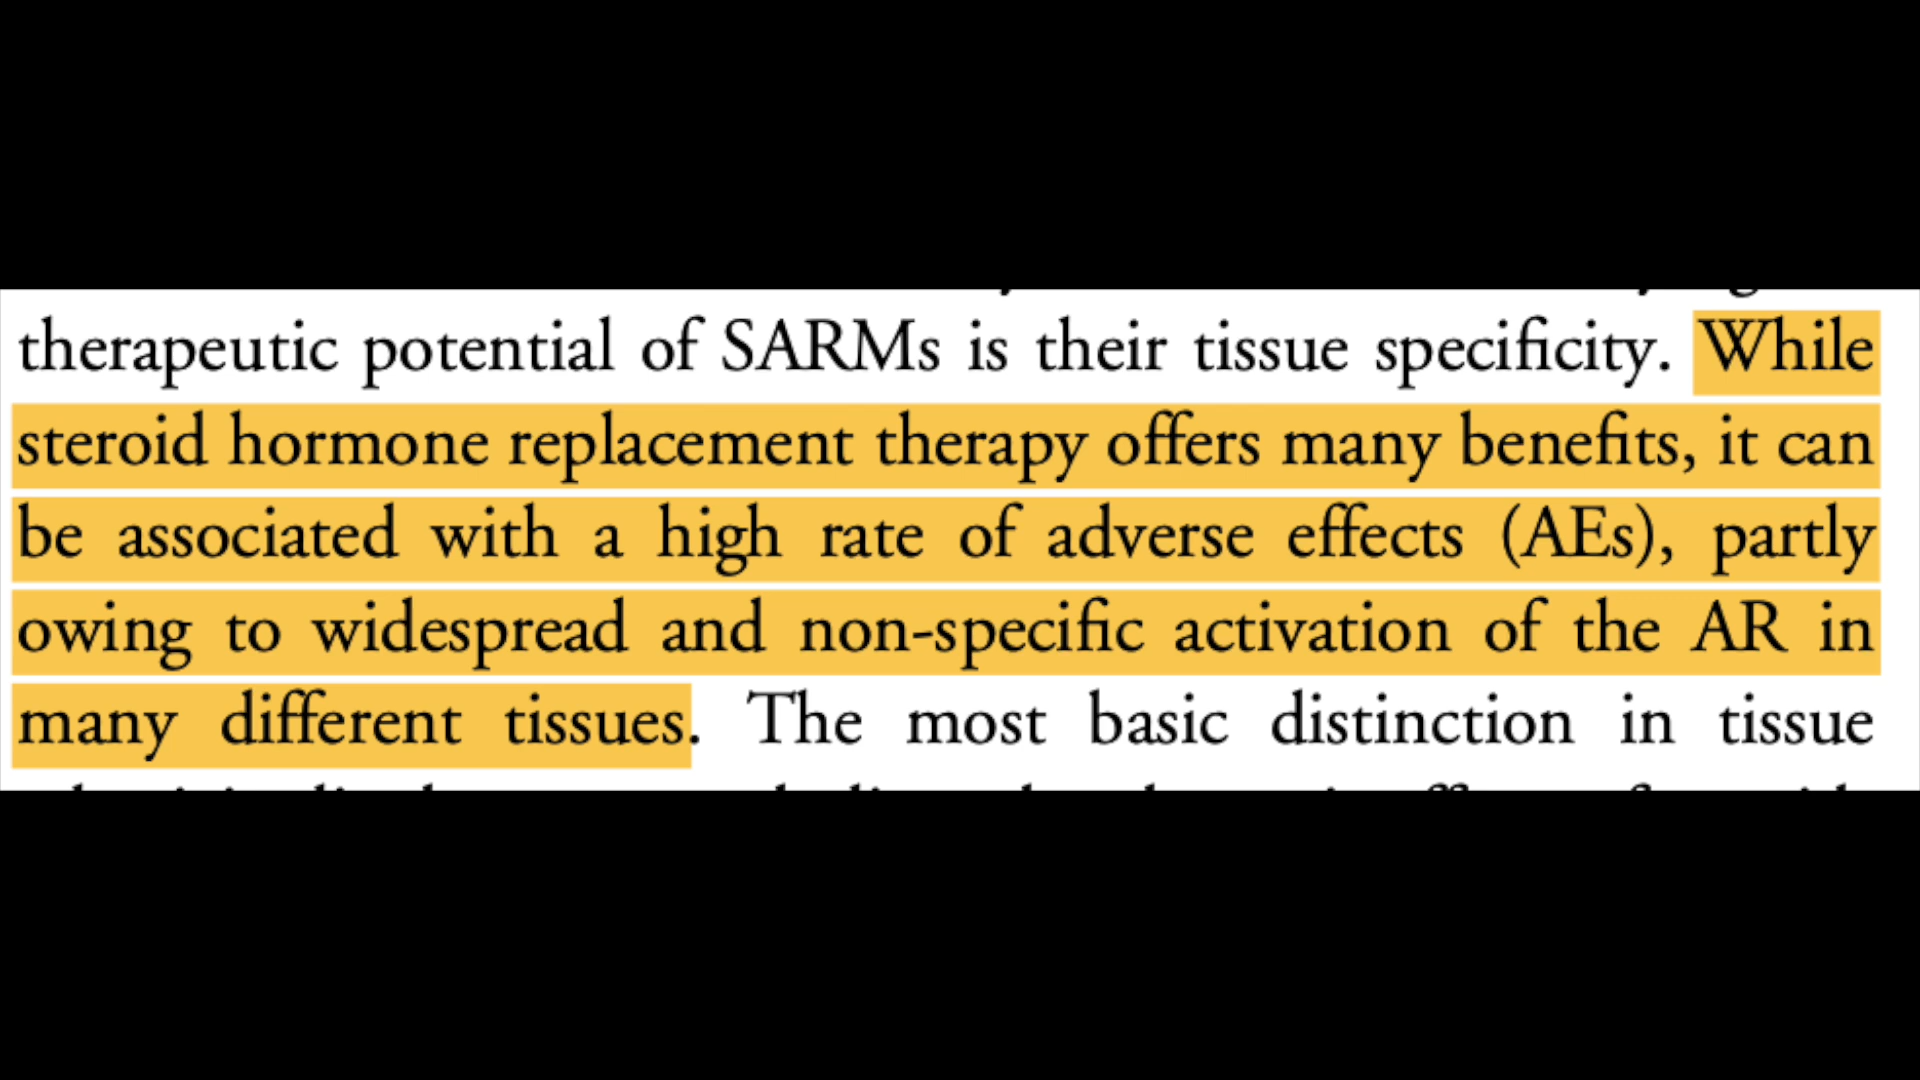 therapeutic potential of SARMs is their tissue specificity. While
steroid hormone replacement therapy offers many benefits, it can
be associated with a high rate of adverse effects (AEs), partly
owing to widespread and non-specific activation of the AR in
many different tissues. The most basic distinction in tissue